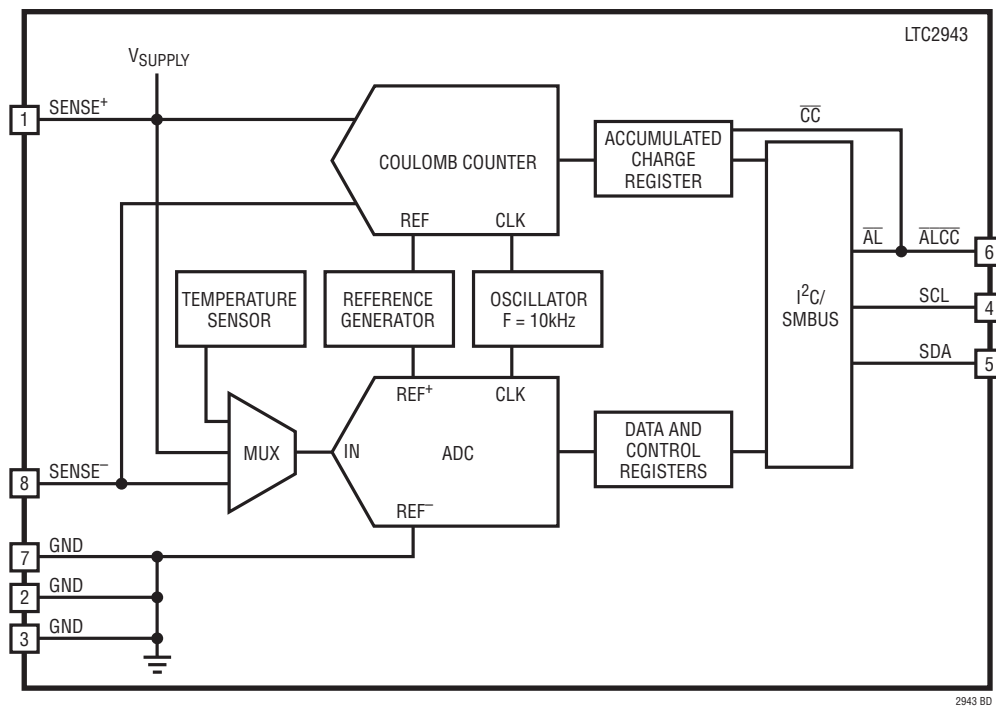 LTC2943
VSUPPLY
1
SENSE+
COULOMB COUNTER
REF
CLK
ACCUMULATED
CHARGE
REGISTER
CC
AL
ALCC
6
TEMPERATURE
SENSOR
REFERENCE
GENERATOR
OSCILLATOR
F = 10kHz
I2C/
SMBUS
SCL
4
SDA
5
REF+
CLK
MUX
IN
ADC
REF–
DATA AND
CONTROL
REGISTERS
8
SENSE–
7
GND
2
GND
3
GND
2943 BD